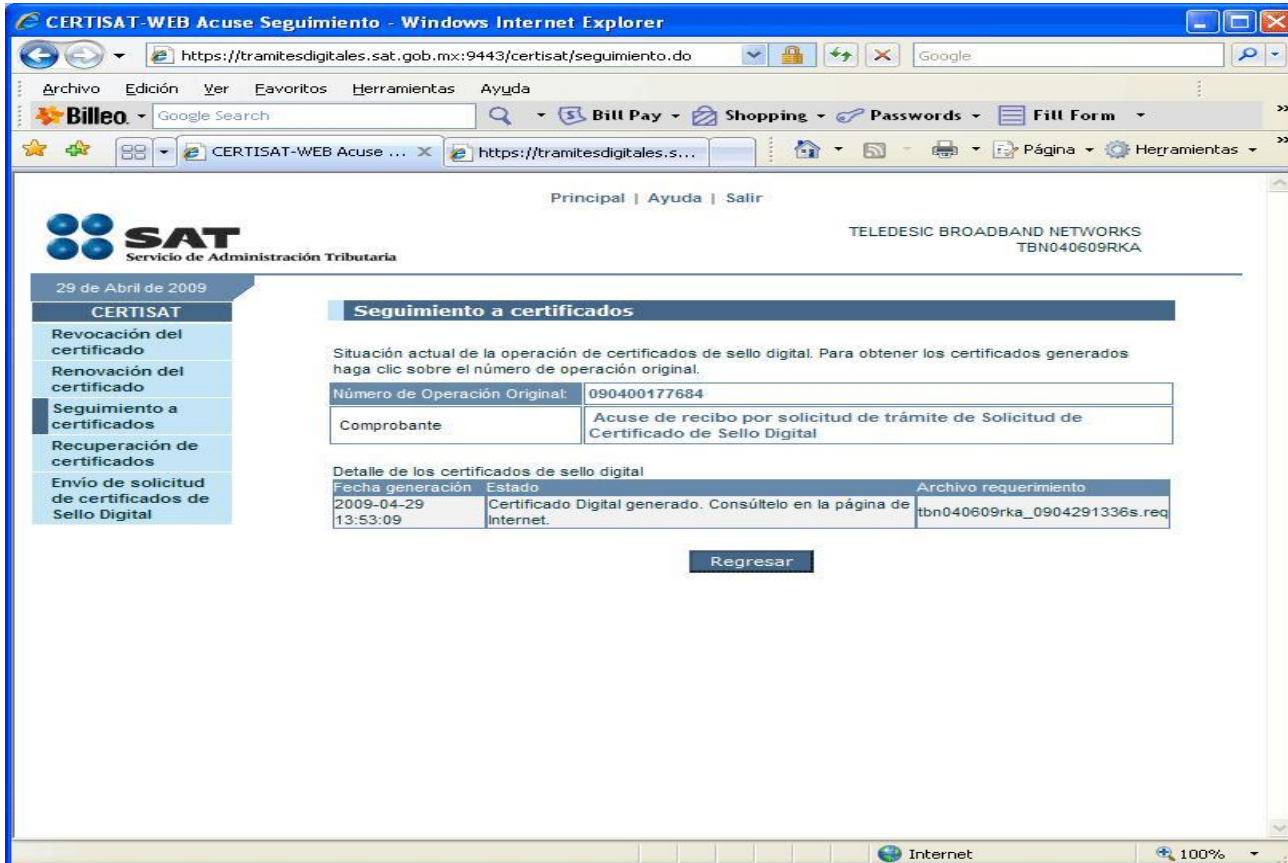 CERTISAT-WEB Acuse Seguimiento - Windows Internet Explorer
https://tramitesdigitales.sat.gob.mx:9443/certisat/seguimiento.do
Google
Archivo Edición Ver Favoritos Herramientas Ayuda
Billeo Google Search Bill Pay Shopping Passwords Fill Form
CERTISAT-WEB Acuse ... https://tramitesdigitales.s... Página Herramientas
Principal | Ayuda | Salir
SAT
Servicio de Administración Tributaria
TELEDESIC BROADBAND NETWORKS
TBN040609RKA
29 de Abril de 2009
CERTISAT
Revocación del
certificado
Renovación del
certificado
Seguimiento a
certificados
Recuperación de
certificados
Envío de solicitud
de certificados de
Sello Digital
Seguimiento a certificados
Situación actual de la operación de certificados de sello digital. Para obtener los certificados generados
haga clic sobre el número de operación original.
Número de Operación Original: 090400177684
Comprobante
Acuse de recibo por solicitud de trámite de Solicitud de
Certificado de Sello Digital
Detalle de los certificados de sello digital
Fecha generación Estado Archivo requerimiento
2009-04-29
13:53:09
Certificado Digital generado. Consúltelo en la página de
Internet.
tbn040609rka_0904291336s.req
Regresar
Internet
100%